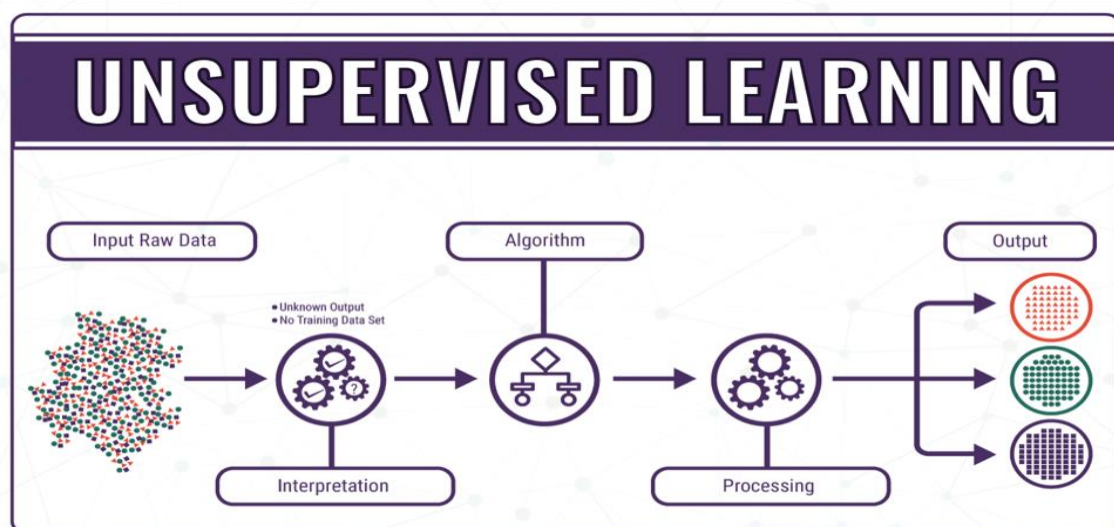 UNSUPERVISED LEARNING
Input Raw Data
Algorithm
Output
• Unknown Output
• No Training Data Set
?
Interpretation
Processing